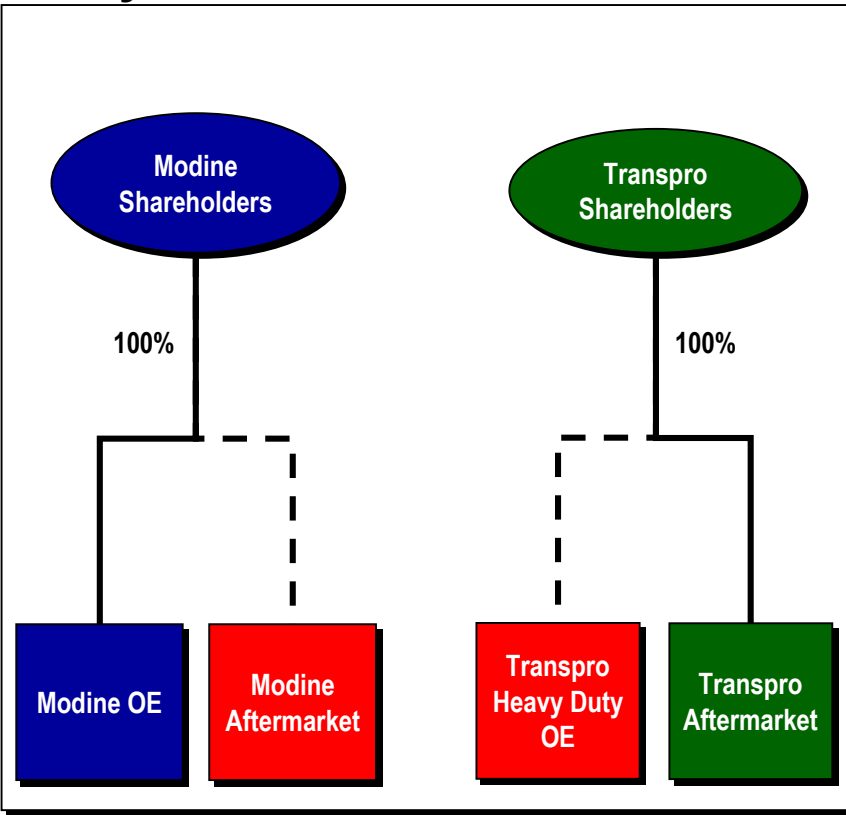 Modine
Shareholders
Transpro
Shareholders
100%
100%
Modine OE
Modine
Aftermarket
Transpro
Heavy Duty
OE
Transpro
Aftermarket